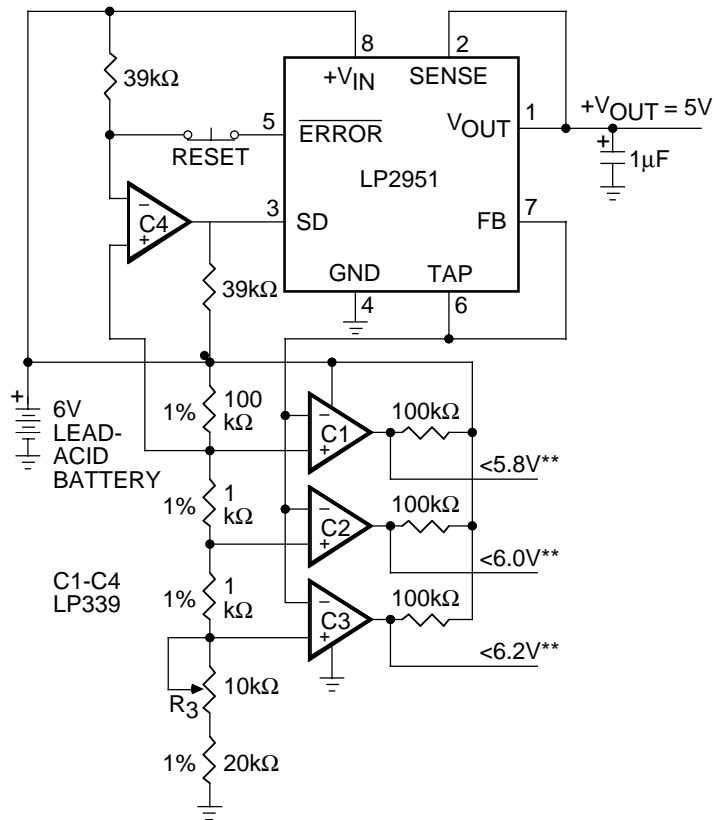 8
2
+VIN
SENSE
39kΩ
5
ERROR
VOUT
1
+VOUT = 5V
+
1µF
RESET
LP2951
7
−
C4
+
3
SD
FB
GND
TAP
39kΩ
4
6
+
6V
LEAD-
ACID
BATTERY
1%
100
kΩ
−
C1
+
100kΩ
<5.8V**
1%
1
kΩ
−
C2
+
100kΩ
<6.0V**
C1-C4
LP339
1%
1
kΩ
−
C3
+
100kΩ
<6.2V**
R3
10kΩ
1%
20kΩ